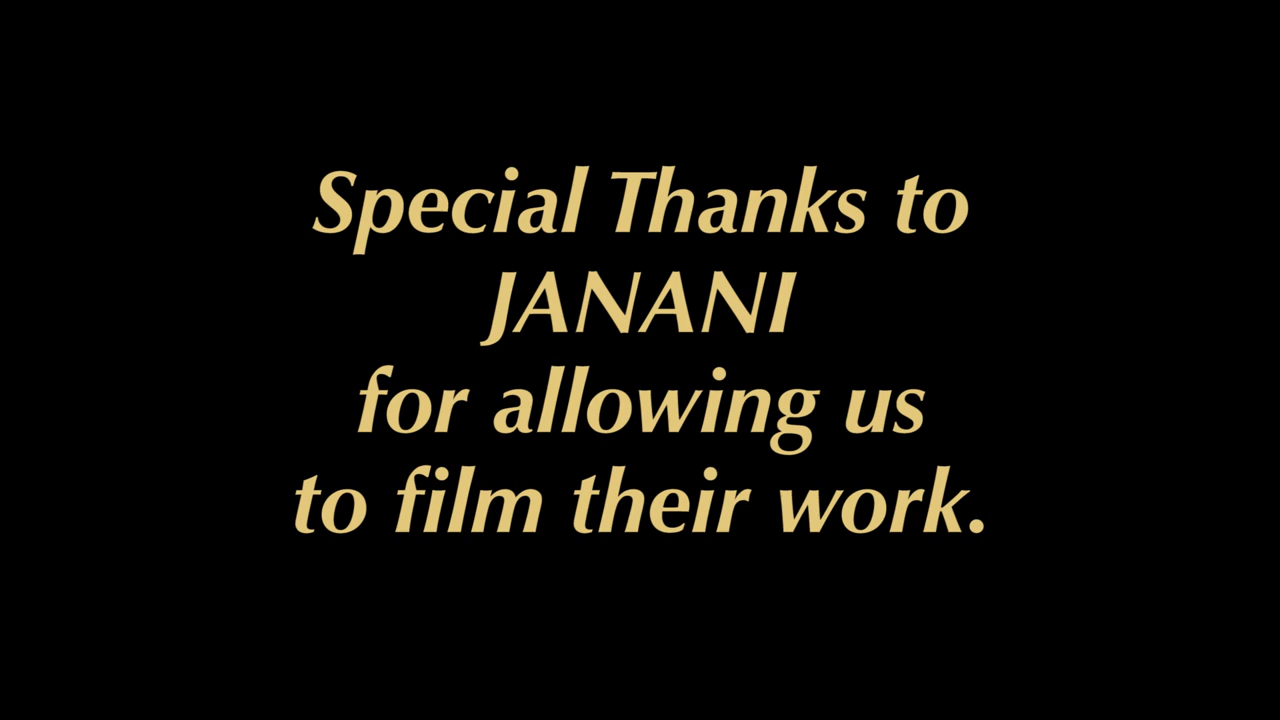 Special Thanks to
JANANI
for allowing us
to film their work.